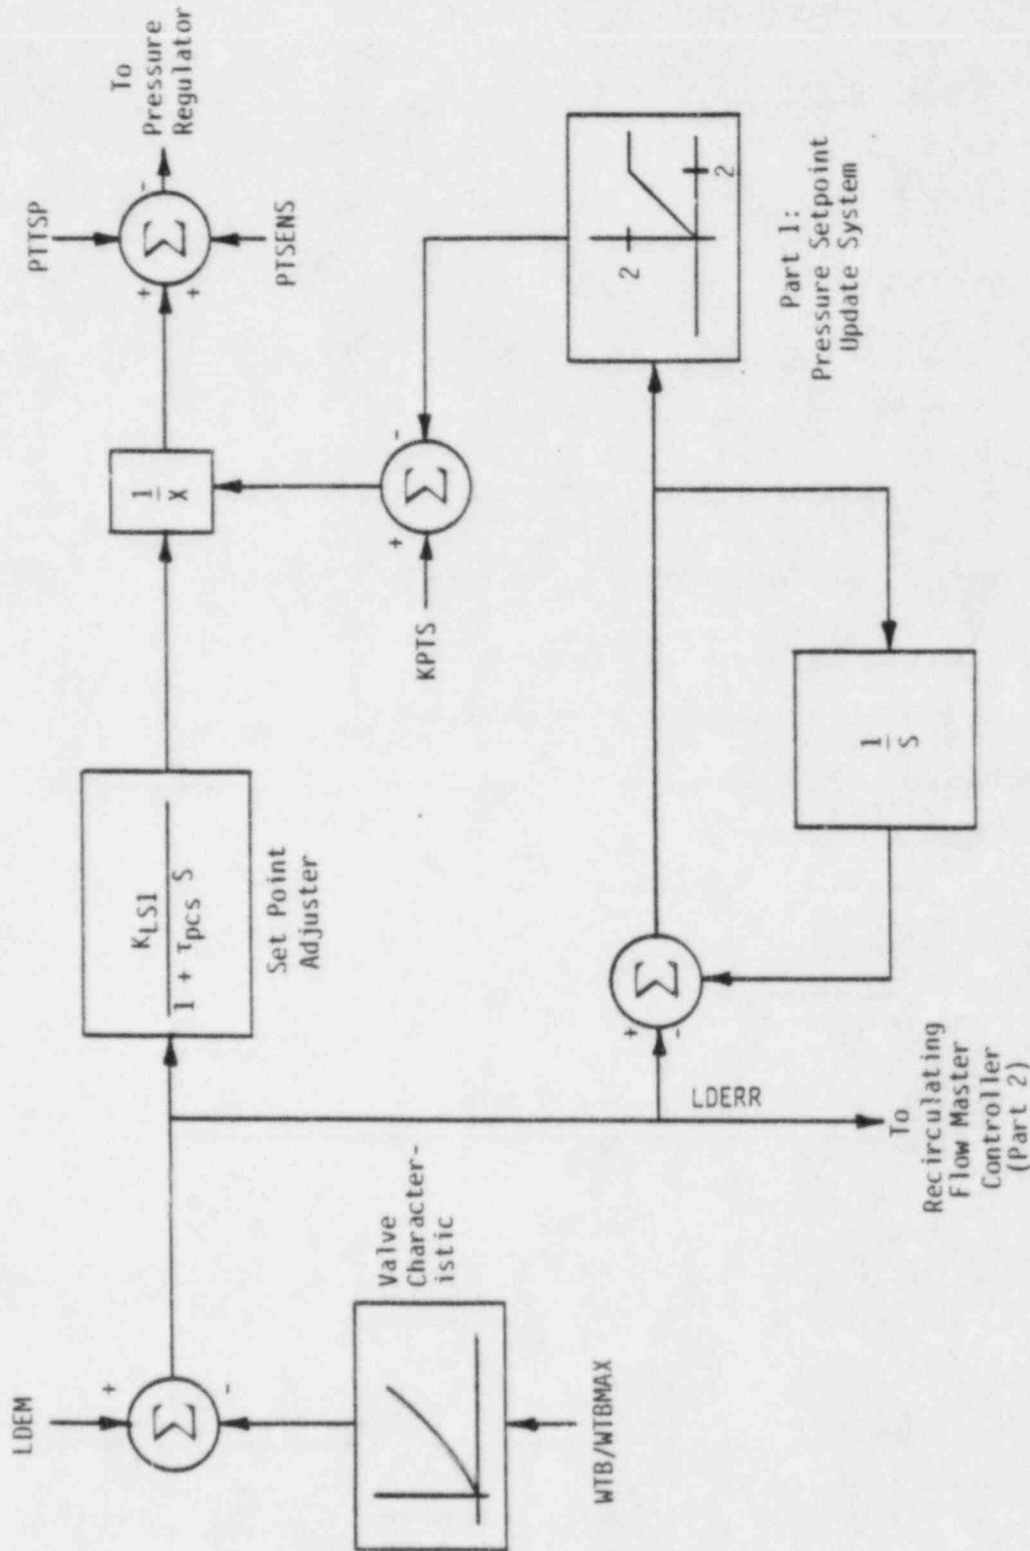 LDEM
+
Σ
-
Valve
Character-
istic
WTB/WTBMAX
K_LS1
1 + τ_pcs S
Set Point
Adjuster
1
X
PTTSP
+
+
Σ
-
PTSENS
To
Pressure
Regulator
KPTS
+
Σ
-
LDERR
+
-
Σ
1
S
2
2
Part 1:
Pressure Setpoint
Update System
To
Recirculating
Flow Master
Controller
(Part 2)